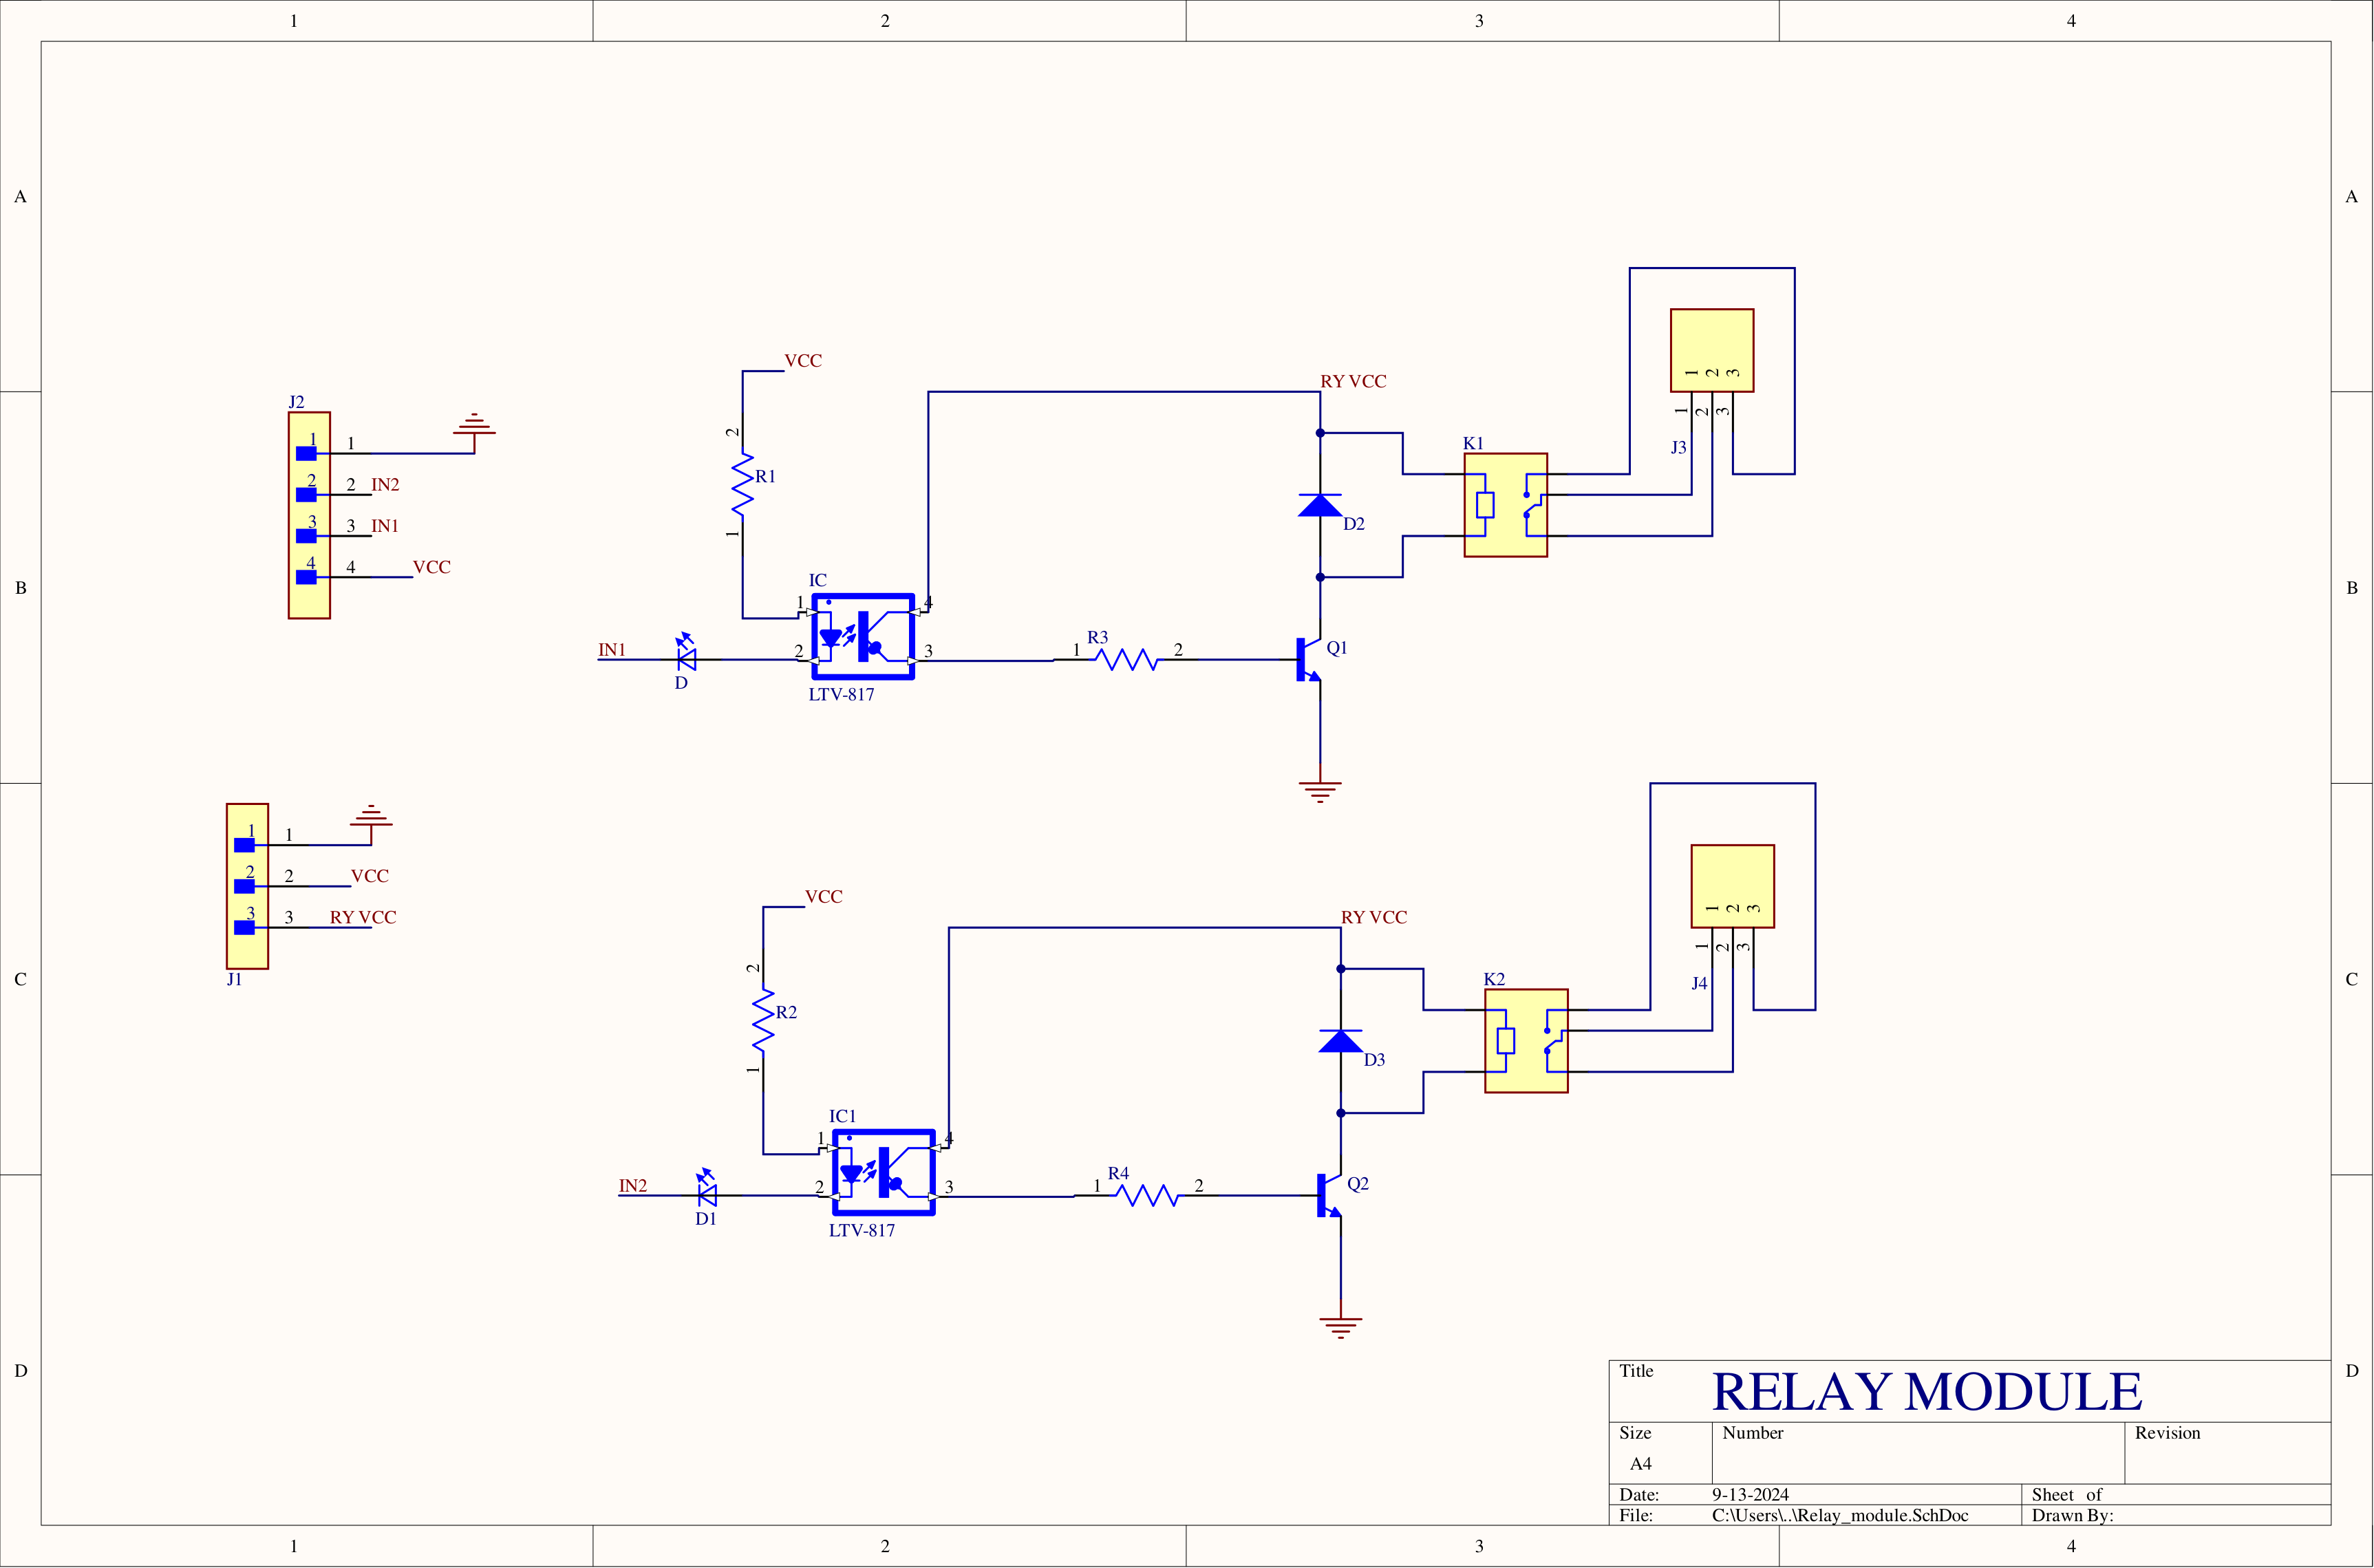 1 2 3 4
A A
VCC
RY VCC
1 2 3
1 2 3
J3
J2
1 1
2 2 IN2
3 3 IN1
4 4 VCC
2
R1
1
K1
D2
B B
IC
1 4
IN1 2 3 1 R3 2 Q1
D
LTV-817
1 1
2 2 VCC
3 3 RY VCC
J1
VCC
RY VCC
1 2 3
1 2 3
J4
2
R2
1
K2
C C
D3
IC1
1 4
IN2 2 3 1 R4 2 Q2
D1
LTV-817
D D
Title RELAY MODULE
Size Number Revision
A4
Date: 9-13-2024 Sheet of
File: C:\Users\..\Relay_module.SchDoc Drawn By:
1 2 3 4